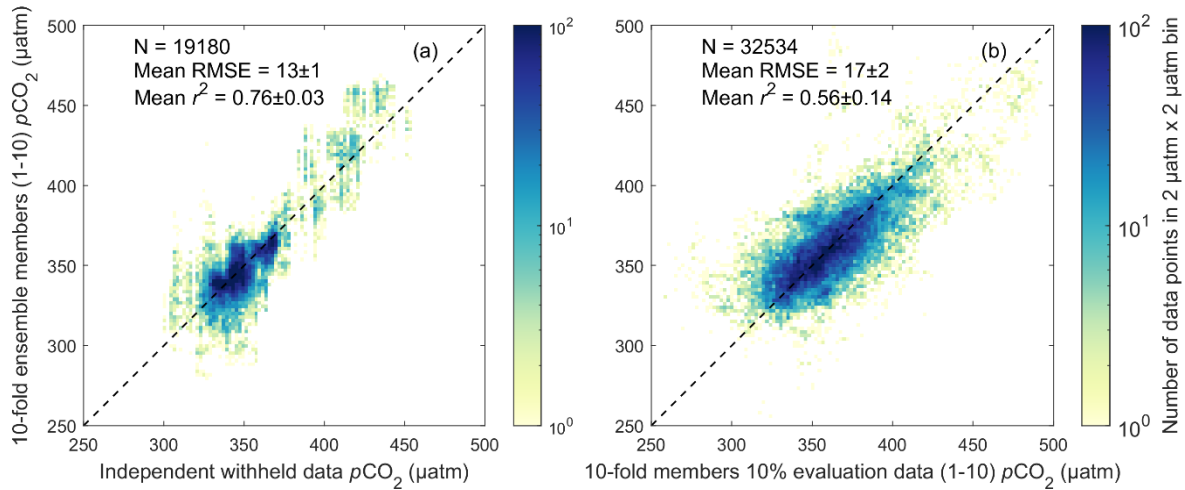 500
450
400
350
300
250
250
300
350
400
450
500
10-fold ensemble members (1-10) pCO₂ (µatm)
Independent withheld data pCO₂ (µatm)
N = 19180
Mean RMSE = 13±1
Mean r² = 0.76±0.03
(a)
10²
10¹
10⁰
500
450
400
350
300
250
250
300
350
400
450
500
10-fold members 10% evaluation data (1-10) pCO₂ (µatm)
N = 32534
Mean RMSE = 17±2
Mean r² = 0.56±0.14
(b)
10²
10¹
10⁰
Number of data points in 2 µatm x 2 µatm bin